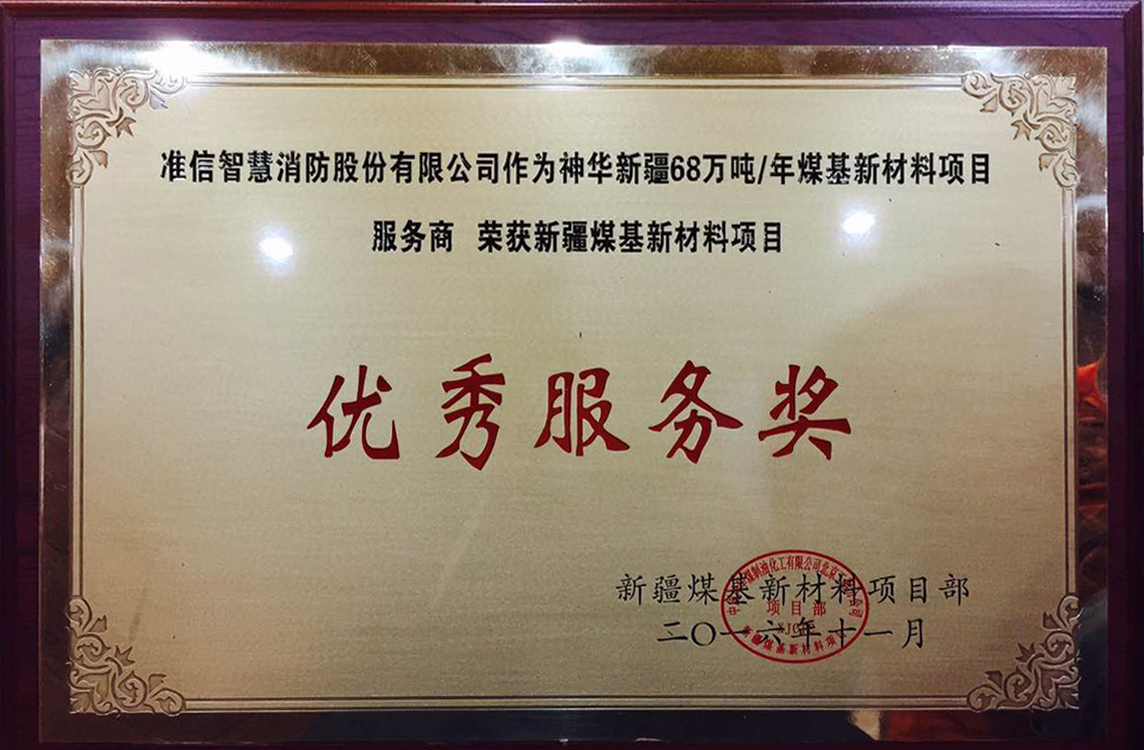 准信智慧消防股份有限公司作为神华新疆68万吨/年煤基新材料项目
服务商 荣获新疆煤基新材料项目
优秀服务奖
新疆煤基新材料项目部
二〇一六年十一月
项目部